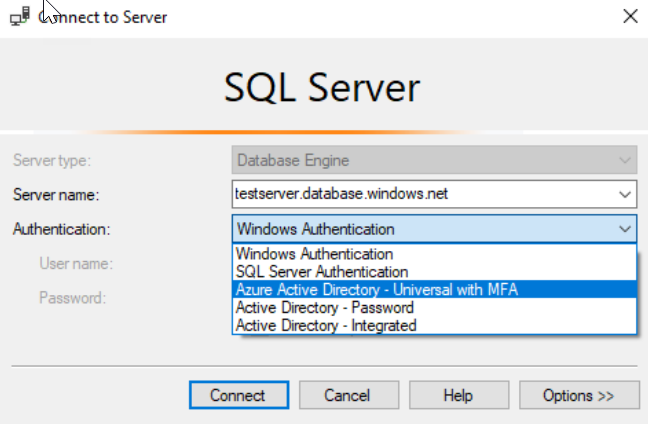 Connect to Server
SQL Server
Server type: Database Engine
Server name: testserver.database.windows.net
Authentication: Windows Authentication
Windows Authentication
SQL Server Authentication
Azure Active Directory - Universal with MFA
Active Directory - Password
Active Directory - Integrated
User name:
Password:
Connect Cancel Help Options >>